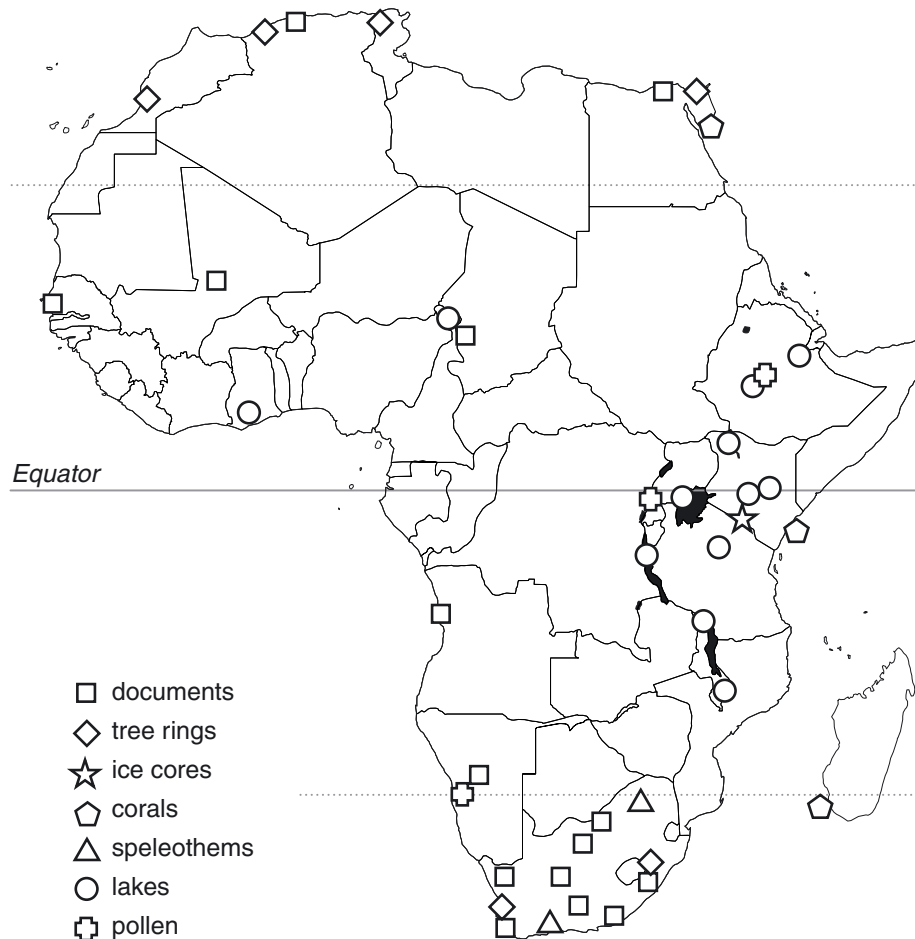 Equator
documents
tree rings
ice cores
corals
speleothems
lakes
pollen